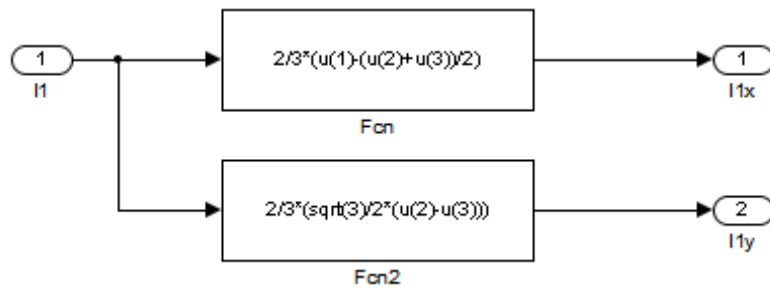 1
I1
2/3*(u(1)-(u(2)+u(3))/2)
Fcn
1
I1x
2/3*(sqrt(3)/2*(u(2)-u(3)))
Fcn2
2
I1y